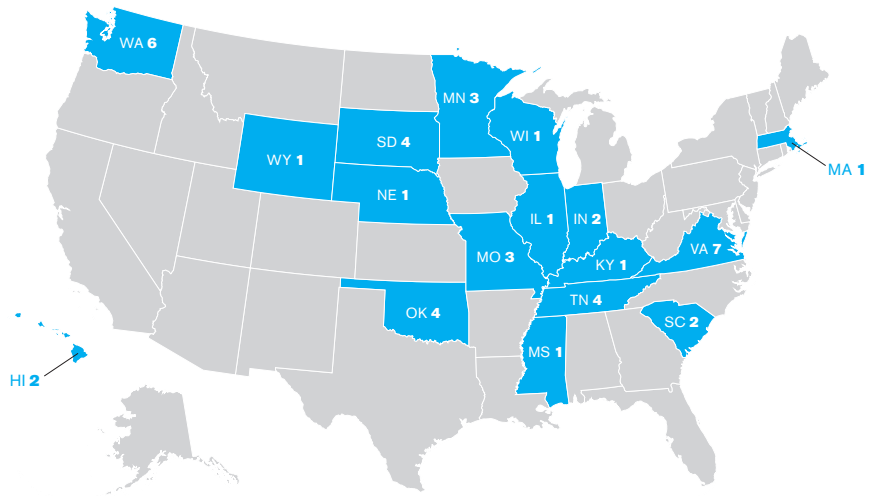 WA 6
MN 3
WI 1
SD 4
WY 1
MA 1
NE 1
IL 1
IN 2
VA 7
MO 3
KY 1
TN 4
OK 4
SC 2
MS 1
HI 2